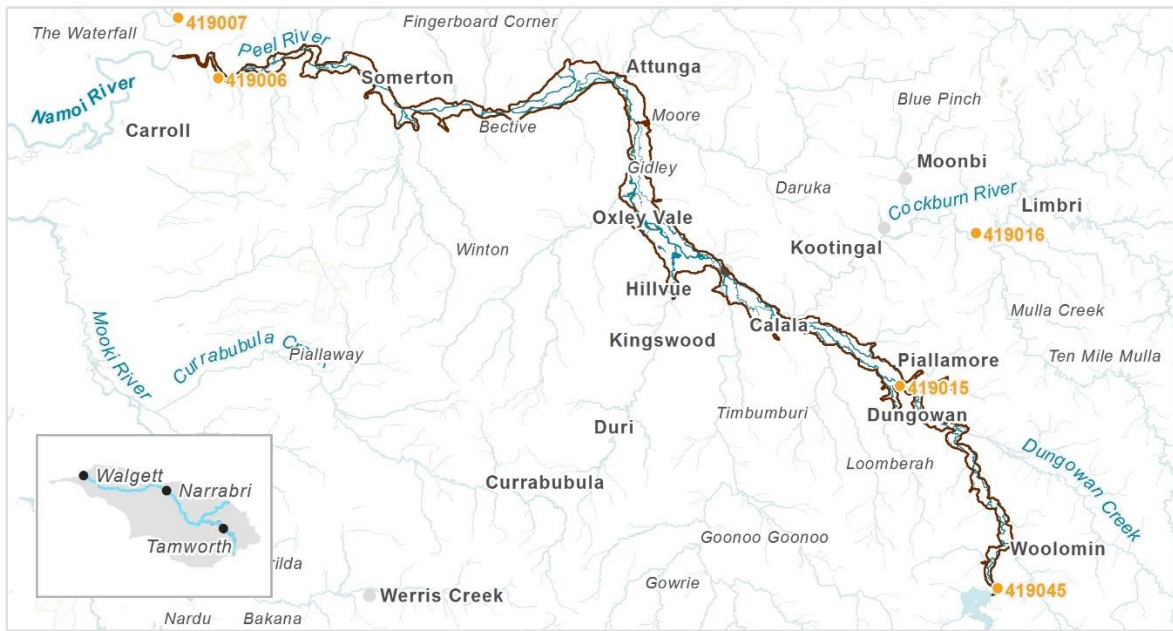 419007
Fingerboard Corner
The Waterfall
Peel River
Attunga
419006
Somerton
Namoi River
Blue Pinch
Moore
Bective
Carroll
Moonbi
Gidley
Daruka
Cockburn River
Limbri
Oxley Vale
419016
Kootingal
Winton
Hillvue
Mulla Creek
Calala
Mooki River
Kingswood
Currabubula
Piallaway
Ten Mile Mulla
Piallamore
419015
Timbumburi
Dungowan
Duri
Dungowan Creek
Loomberah
Walgett
Currabubula
Narrabri
Goonoo Goonoo
Tamworth
Woolomin
Gowrie
419045
Werris Creek
Nardu
Bakana